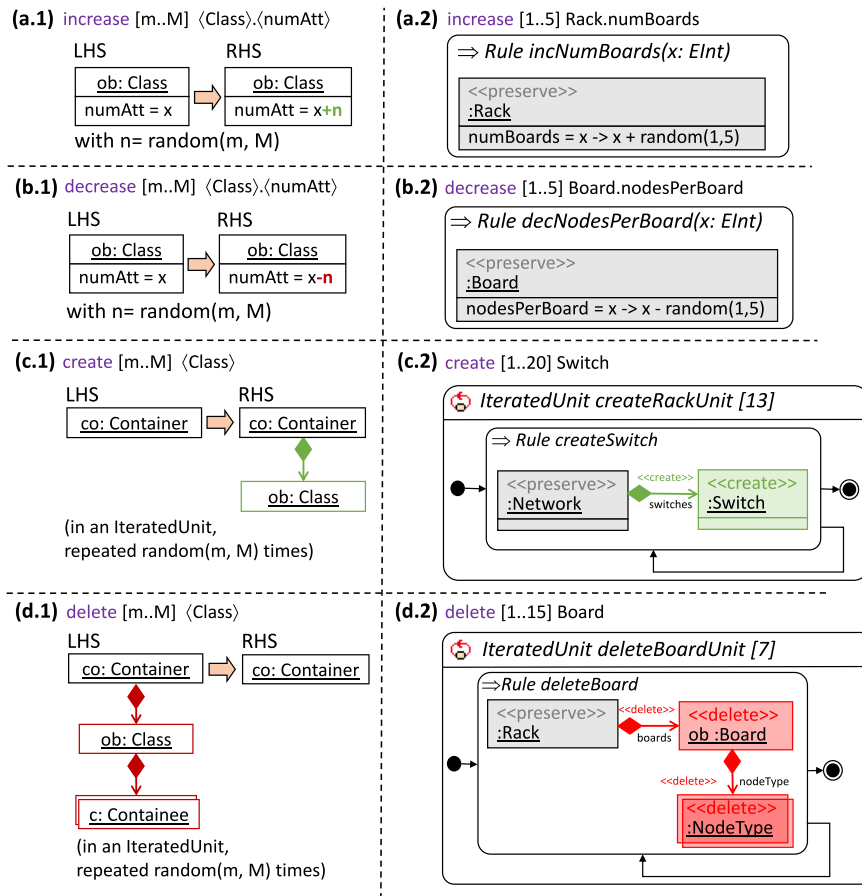 (a.1) increase [m..M] ⟨Class⟩.⟨numAtt⟩
LHS
RHS
ob: Class
numAtt = x
ob: Class
numAtt = x+n
with n= random(m, M)
(a.2) increase [1..5] Rack.numBoards
⇒ Rule incNumBoards(x: EInt)
<<preserve>>
:Rack
numBoards = x -> x + random(1,5)
(b.1) decrease [m..M] ⟨Class⟩.⟨numAtt⟩
LHS
RHS
ob: Class
numAtt = x
ob: Class
numAtt = x-n
with n= random(m, M)
(b.2) decrease [1..5] Board.nodesPerBoard
⇒ Rule decNodesPerBoard(x: EInt)
<<preserve>>
:Board
nodesPerBoard = x -> x - random(1,5)
(c.1) create [m..M] ⟨Class⟩
LHS
RHS
co: Container
co: Container
ob: Class
(in an IteratedUnit,
repeated random(m, M) times)
(c.2) create [1..20] Switch
IteratedUnit createRackUnit [13]
⇒ Rule createSwitch
<<preserve>>
:Network
<<create>>
switches
<<create>>
:Switch
(d.1) delete [m..M] ⟨Class⟩
LHS
RHS
co: Container
co: Container
ob: Class
c: Containee
(in an IteratedUnit,
repeated random(m, M) times)
(d.2) delete [1..15] Board
IteratedUnit deleteBoardUnit [7]
⇒Rule deleteBoard
<<preserve>>
:Rack
<<delete>>
boards
<<delete>>
ob :Board
<<delete>>
nodeType
<<delete>>
:NodeType